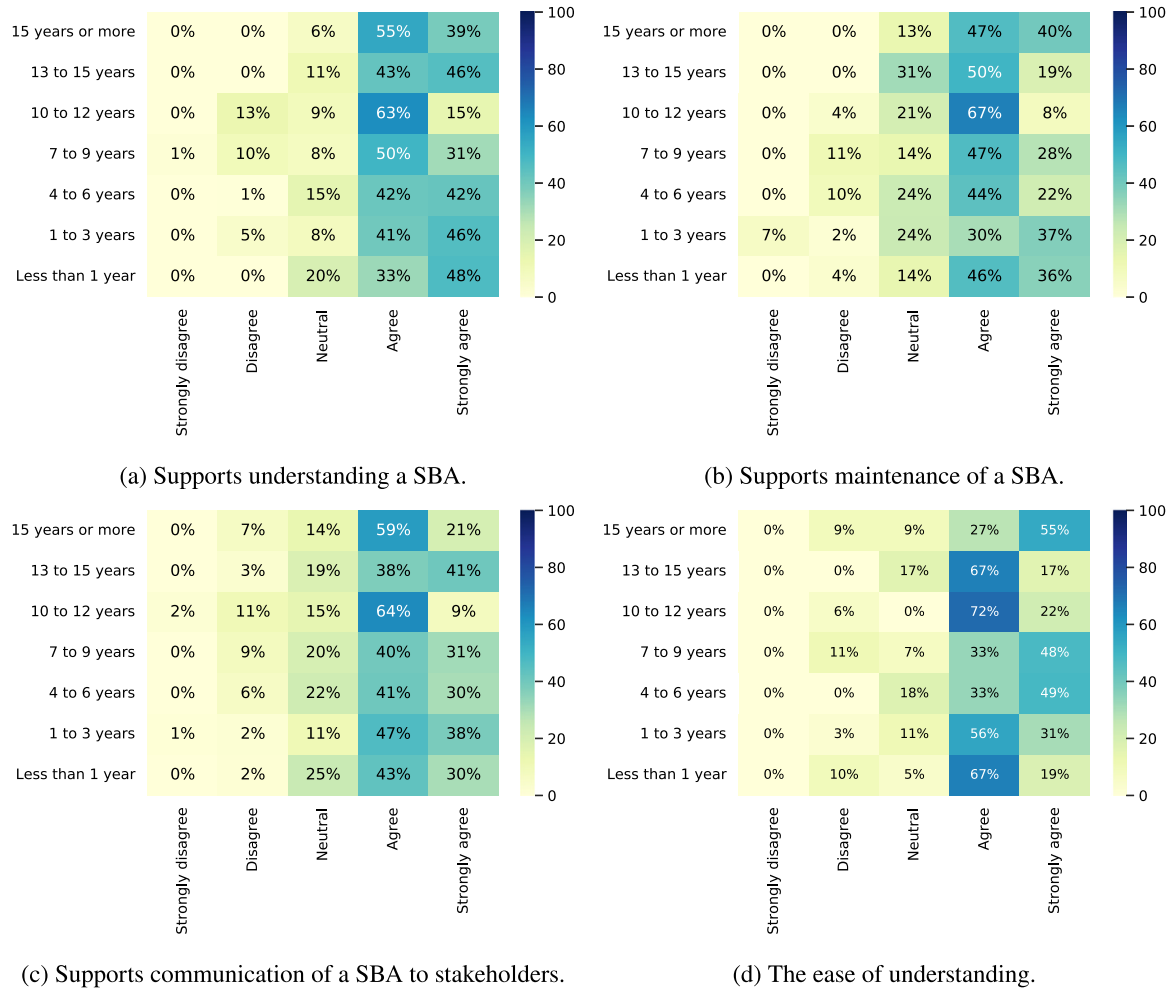 15 years or more 0% 0% 6% 55% 39% 100
13 to 15 years 0% 0% 11% 43% 46% 80
10 to 12 years 0% 13% 9% 63% 15% 60
7 to 9 years 1% 10% 8% 50% 31% 40
4 to 6 years 0% 1% 15% 42% 42%
1 to 3 years 0% 5% 8% 41% 46% 20
Less than 1 year 0% 0% 20% 33% 48% 0
Strongly disagree Disagree Neutral Agree Strongly agree
(a) Supports understanding a SBA.
15 years or more 0% 0% 13% 47% 40% 100
13 to 15 years 0% 0% 31% 50% 19% 80
10 to 12 years 0% 4% 21% 67% 8% 60
7 to 9 years 0% 11% 14% 47% 28% 40
4 to 6 years 0% 10% 24% 44% 22%
1 to 3 years 7% 2% 24% 30% 37% 20
Less than 1 year 0% 4% 14% 46% 36% 0
Strongly disagree Disagree Neutral Agree Strongly agree
(b) Supports maintenance of a SBA.
15 years or more 0% 7% 14% 59% 21% 100
13 to 15 years 0% 3% 19% 38% 41% 80
10 to 12 years 2% 11% 15% 64% 9% 60
7 to 9 years 0% 9% 20% 40% 31% 40
4 to 6 years 0% 6% 22% 41% 30%
1 to 3 years 1% 2% 11% 47% 38% 20
Less than 1 year 0% 2% 25% 43% 30% 0
Strongly disagree Disagree Neutral Agree Strongly agree
(c) Supports communication of a SBA to stakeholders.
15 years or more 0% 9% 9% 27% 55% 100
13 to 15 years 0% 0% 17% 67% 17% 80
10 to 12 years 0% 6% 0% 72% 22% 60
7 to 9 years 0% 11% 7% 33% 48% 40
4 to 6 years 0% 0% 18% 33% 49%
1 to 3 years 0% 3% 11% 56% 31% 20
Less than 1 year 0% 10% 5% 67% 19% 0
Strongly disagree Disagree Neutral Agree Strongly agree
(d) The ease of understanding.